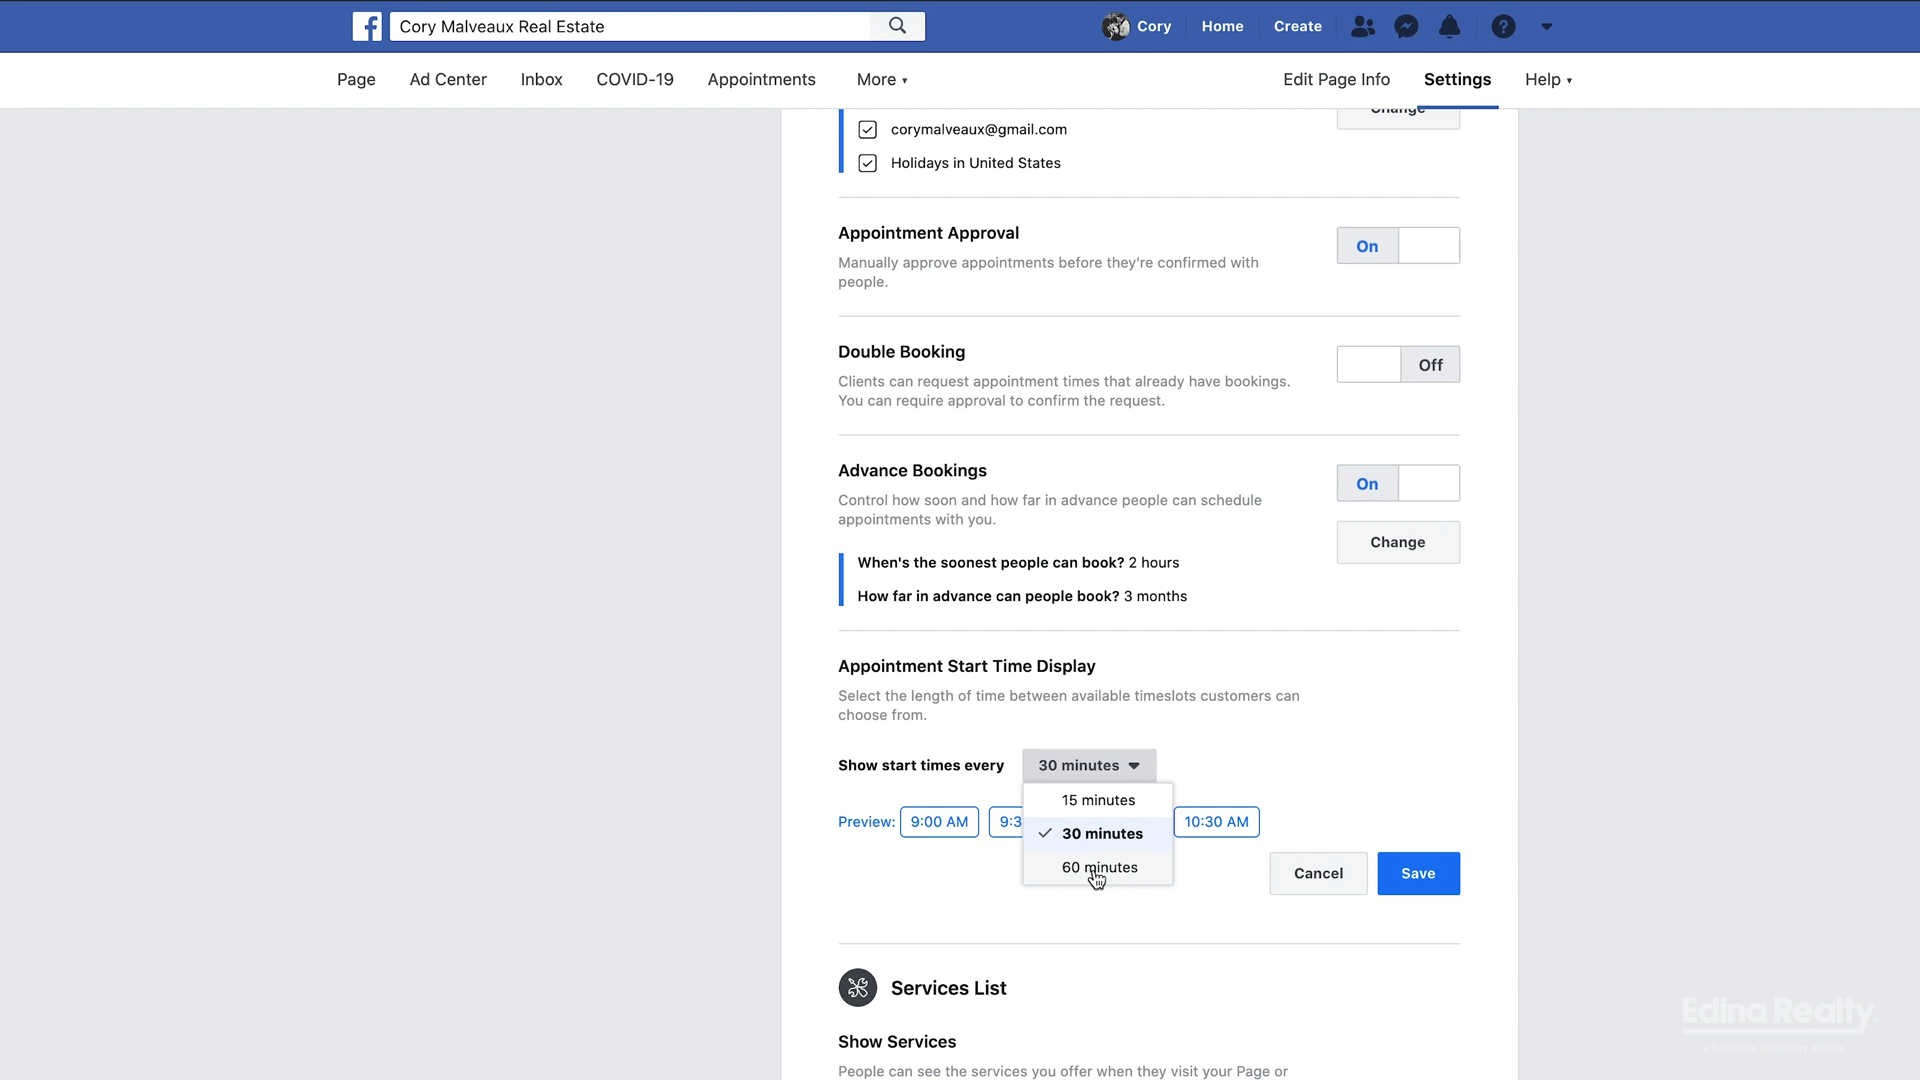 Cory Malveaux Real Estate
Cory
Home
Create
Page
Ad Center
Inbox
COVID-19
Appointments
More
Edit Page Info
Settings
Help
Change
corymalveaux@gmail.com
Holidays in United States
Appointment Approval
On
Manually approve appointments before they're confirmed with
people.
Double Booking
Off
Clients can request appointment times that already have bookings.
You can require approval to confirm the request.
Advance Bookings
On
Control how soon and how far in advance people can schedule
appointments with you.
Change
When's the soonest people can book? 2 hours
How far in advance can people book? 3 months
Appointment Start Time Display
Select the length of time between available timeslots customers can
choose from.
Show start times every
30 minutes
15 minutes
Preview:
9:00 AM
9:3
10:30 AM
30 minutes
60 minutes
Cancel
Save
Services List
Show Services
People can see the services you offer when they visit your Page or
Edina Realty